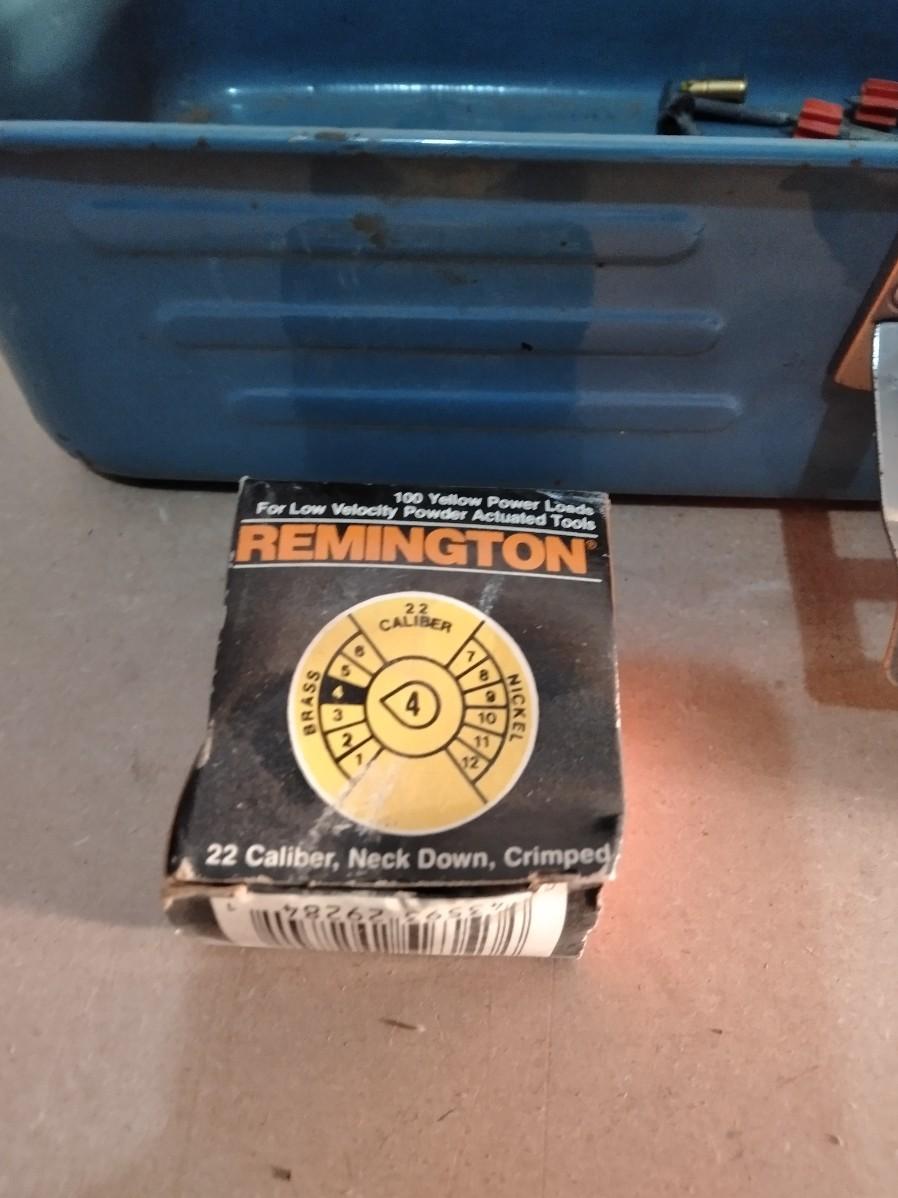 100 Yellow Power Loads
For Low Velocity Powder Actuated Tools
REMINGTON®
22
CALIBER
BRASS
6
5
4
3
2
1
4
NICKEL
7
8
9
10
11
12
22 Caliber, Neck Down, Crimped
29284